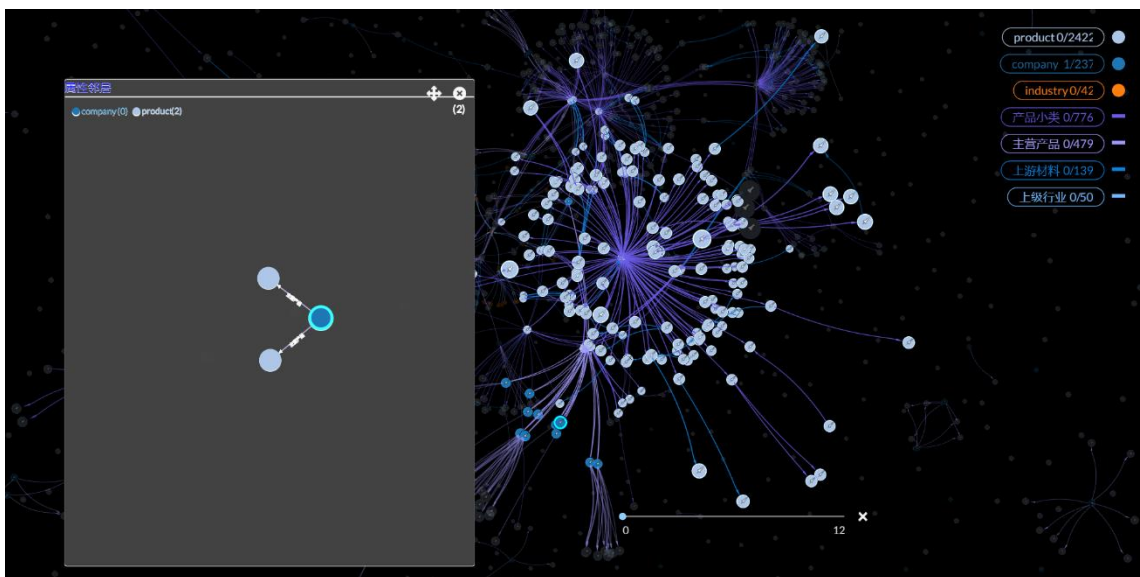 属性邻居
company(0) product(2)
(2)
product 0/2422
company 1/237
industry 0/42
产品小类 0/776
主营产品 0/479
上游材料 0/139
上级行业 0/50
0
12